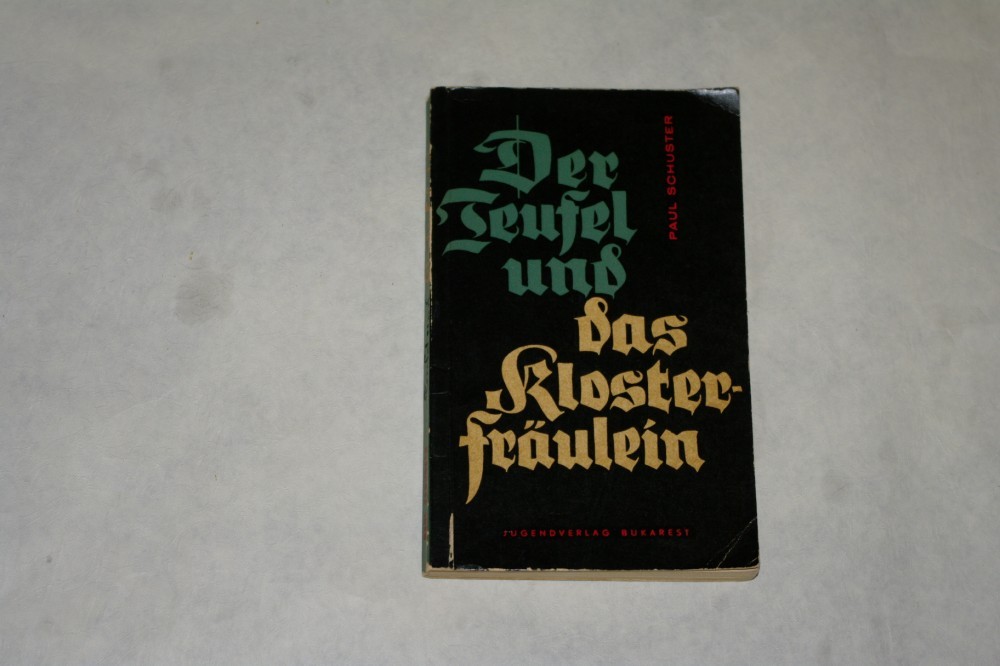 Der
Teufel
und
das
Kloster-
fräulein
PAUL SCHUSTER
JUGENDVERLAG BUKAREST